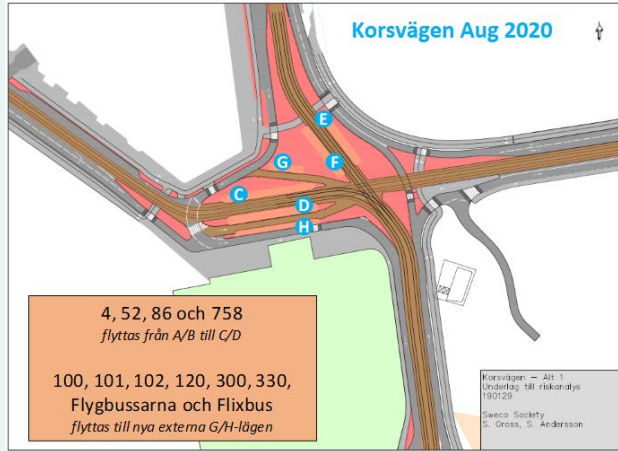 Korsvägen Aug 2020
E
G
F
C
D
H
4, 52, 86 och 758
flyttas från A/B till C/D
100, 101, 102, 120, 300, 330,
Flygbussarna och Flixbus
flyttas till nya externa G/H-lägen
Korsvägen – Alt 1
Underlag till riskanalys
190129
Sweco Society
S. Gross, S. Andersson